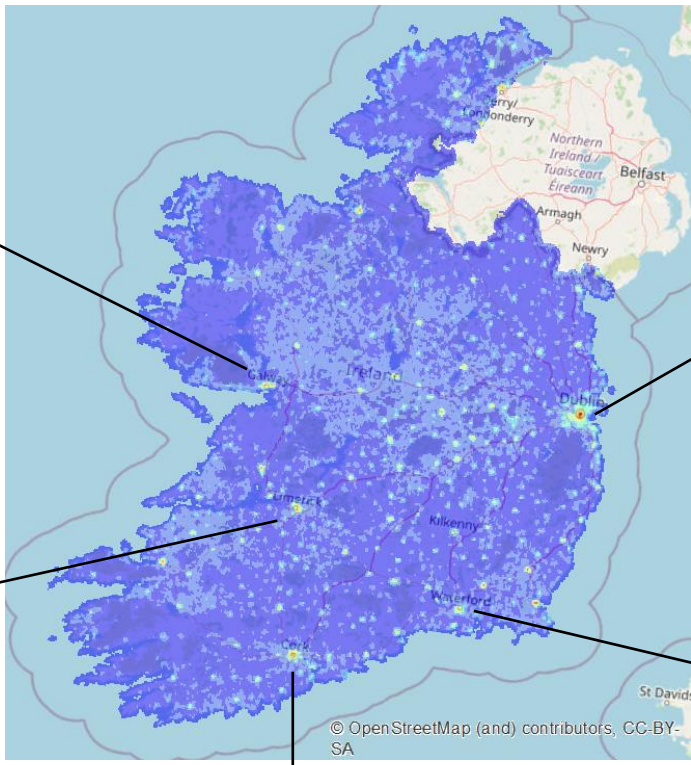 Derry/
Londonderry
Northern
Ireland /
Tuaisceart
Éireann
Belfast
Armagh
Newry
Galway
Ireland
Dublin
Limerick
Kilkenny
Waterford
Cork
St Davids
© OpenStreetMap (and) contributors, CC-BY-
SA